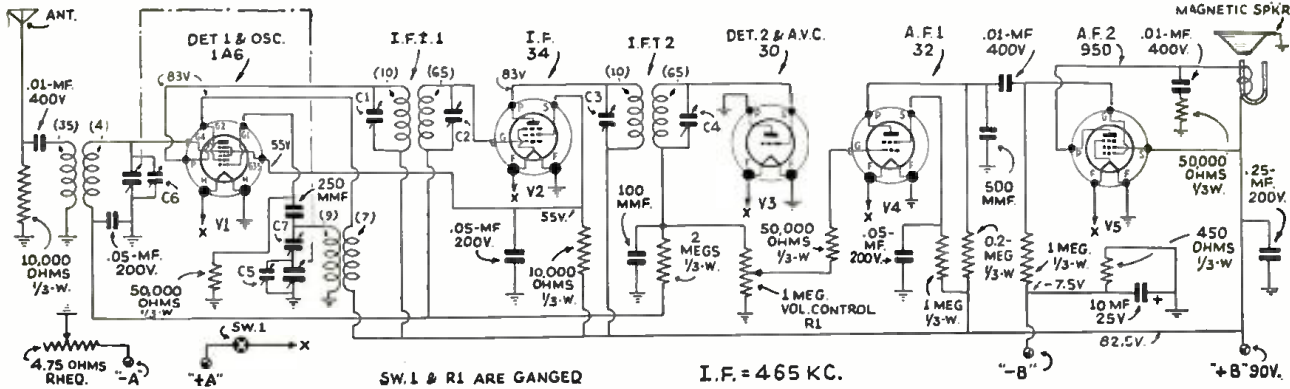 ANT.
MAGNETIC SPKR
DET 1 & OSC.
1A6
I.F.T.1
I.F.
34
I.F.T 2
DET. 2 & A.V.C.
30
A.F.1
32
.01-MF.
400V
A.F.2
950
.01-MF.
400V.
83V
(10)
(65)
83V
(10)
(65)
.01-MF.
400V
(35)
(4)
C1
C2
C3
C4
G4
G2
G1
P
G35
H
H
V1
55V
P
S
G
F
F
V2
V3
P
S
G
F
F
V4
P
G
S
F
F
V5
C6
.05-MF.
200V.
250
MMF.
C7
C5
(9)
(7)
50,000
OHMS
1/3-W
10,000
OHMS
1/3-W.
X
X
X
X
X
.05-MF
200V.
55V.
10,000
OHMS
1/3-W.
100
MMF.
2
MEGS
1/3-W.
50,000
OHMS
1/3-W
1 MEG.
VOL. CONTROL
R1
.05-
MF.
200V.
1 MEG
1/3-W.
500
MMF.
0.2-
MEG
1/3-W
1 MEG.
1/3-W.
-7.5V
50,000
OHMS
1/3W.
450
OHMS
1/3-W.
.25-
MF.
200V.
10 MF
25V
+
82.5V.
4.75 OHMS
RHEO.
"-A"
SW.1
"+A"
X
SW.1 & R1 ARE GANGED
I.F. = 465 KC.
"-B"
"+B" 90V.